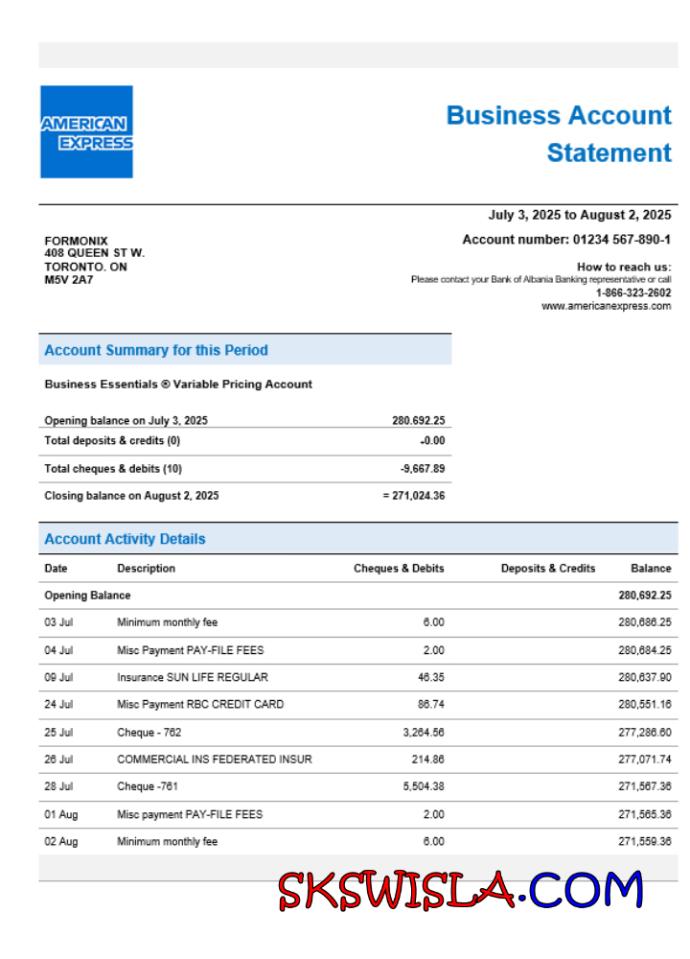 AMERICAN
EXPRESS
Business Account
Statement
July 3, 2025 to August 2, 2025
FORMONIX
408 QUEEN ST W.
TORONTO. ON
M5V 2A7
Account number: 01234 567-890-1
How to reach us:
Please contact your Bank of Albania Banking representative or call
1-866-323-2602
www.americanexpress.com
Account Summary for this Period
Business Essentials ® Variable Pricing Account
Opening balance on July 3, 2025 280.692.25
Total deposits & credits (0) -0.00
Total cheques & debits (10) -9,667.89
Closing balance on August 2, 2025 = 271,024.36
Account Activity Details
Date Description Cheques & Debits Deposits & Credits Balance
Opening Balance 280,692.25
03 Jul Minimum monthly fee 6.00 280,686.25
04 Jul Misc Payment PAY-FILE FEES 2.00 280,684.25
09 Jul Insurance SUN LIFE REGULAR 46.35 280,637.90
24 Jul Misc Payment RBC CREDIT CARD 86.74 280,551.16
25 Jul Cheque - 762 3,264.56 277,286.60
26 Jul COMMERCIAL INS FEDERATED INSUR 214.86 277,071.74
28 Jul Cheque -761 5,504.38 271,567.36
01 Aug Misc payment PAY-FILE FEES 2.00 271,565.36
02 Aug Minimum monthly fee 6.00 271,559.36
SKSWISLA.COM